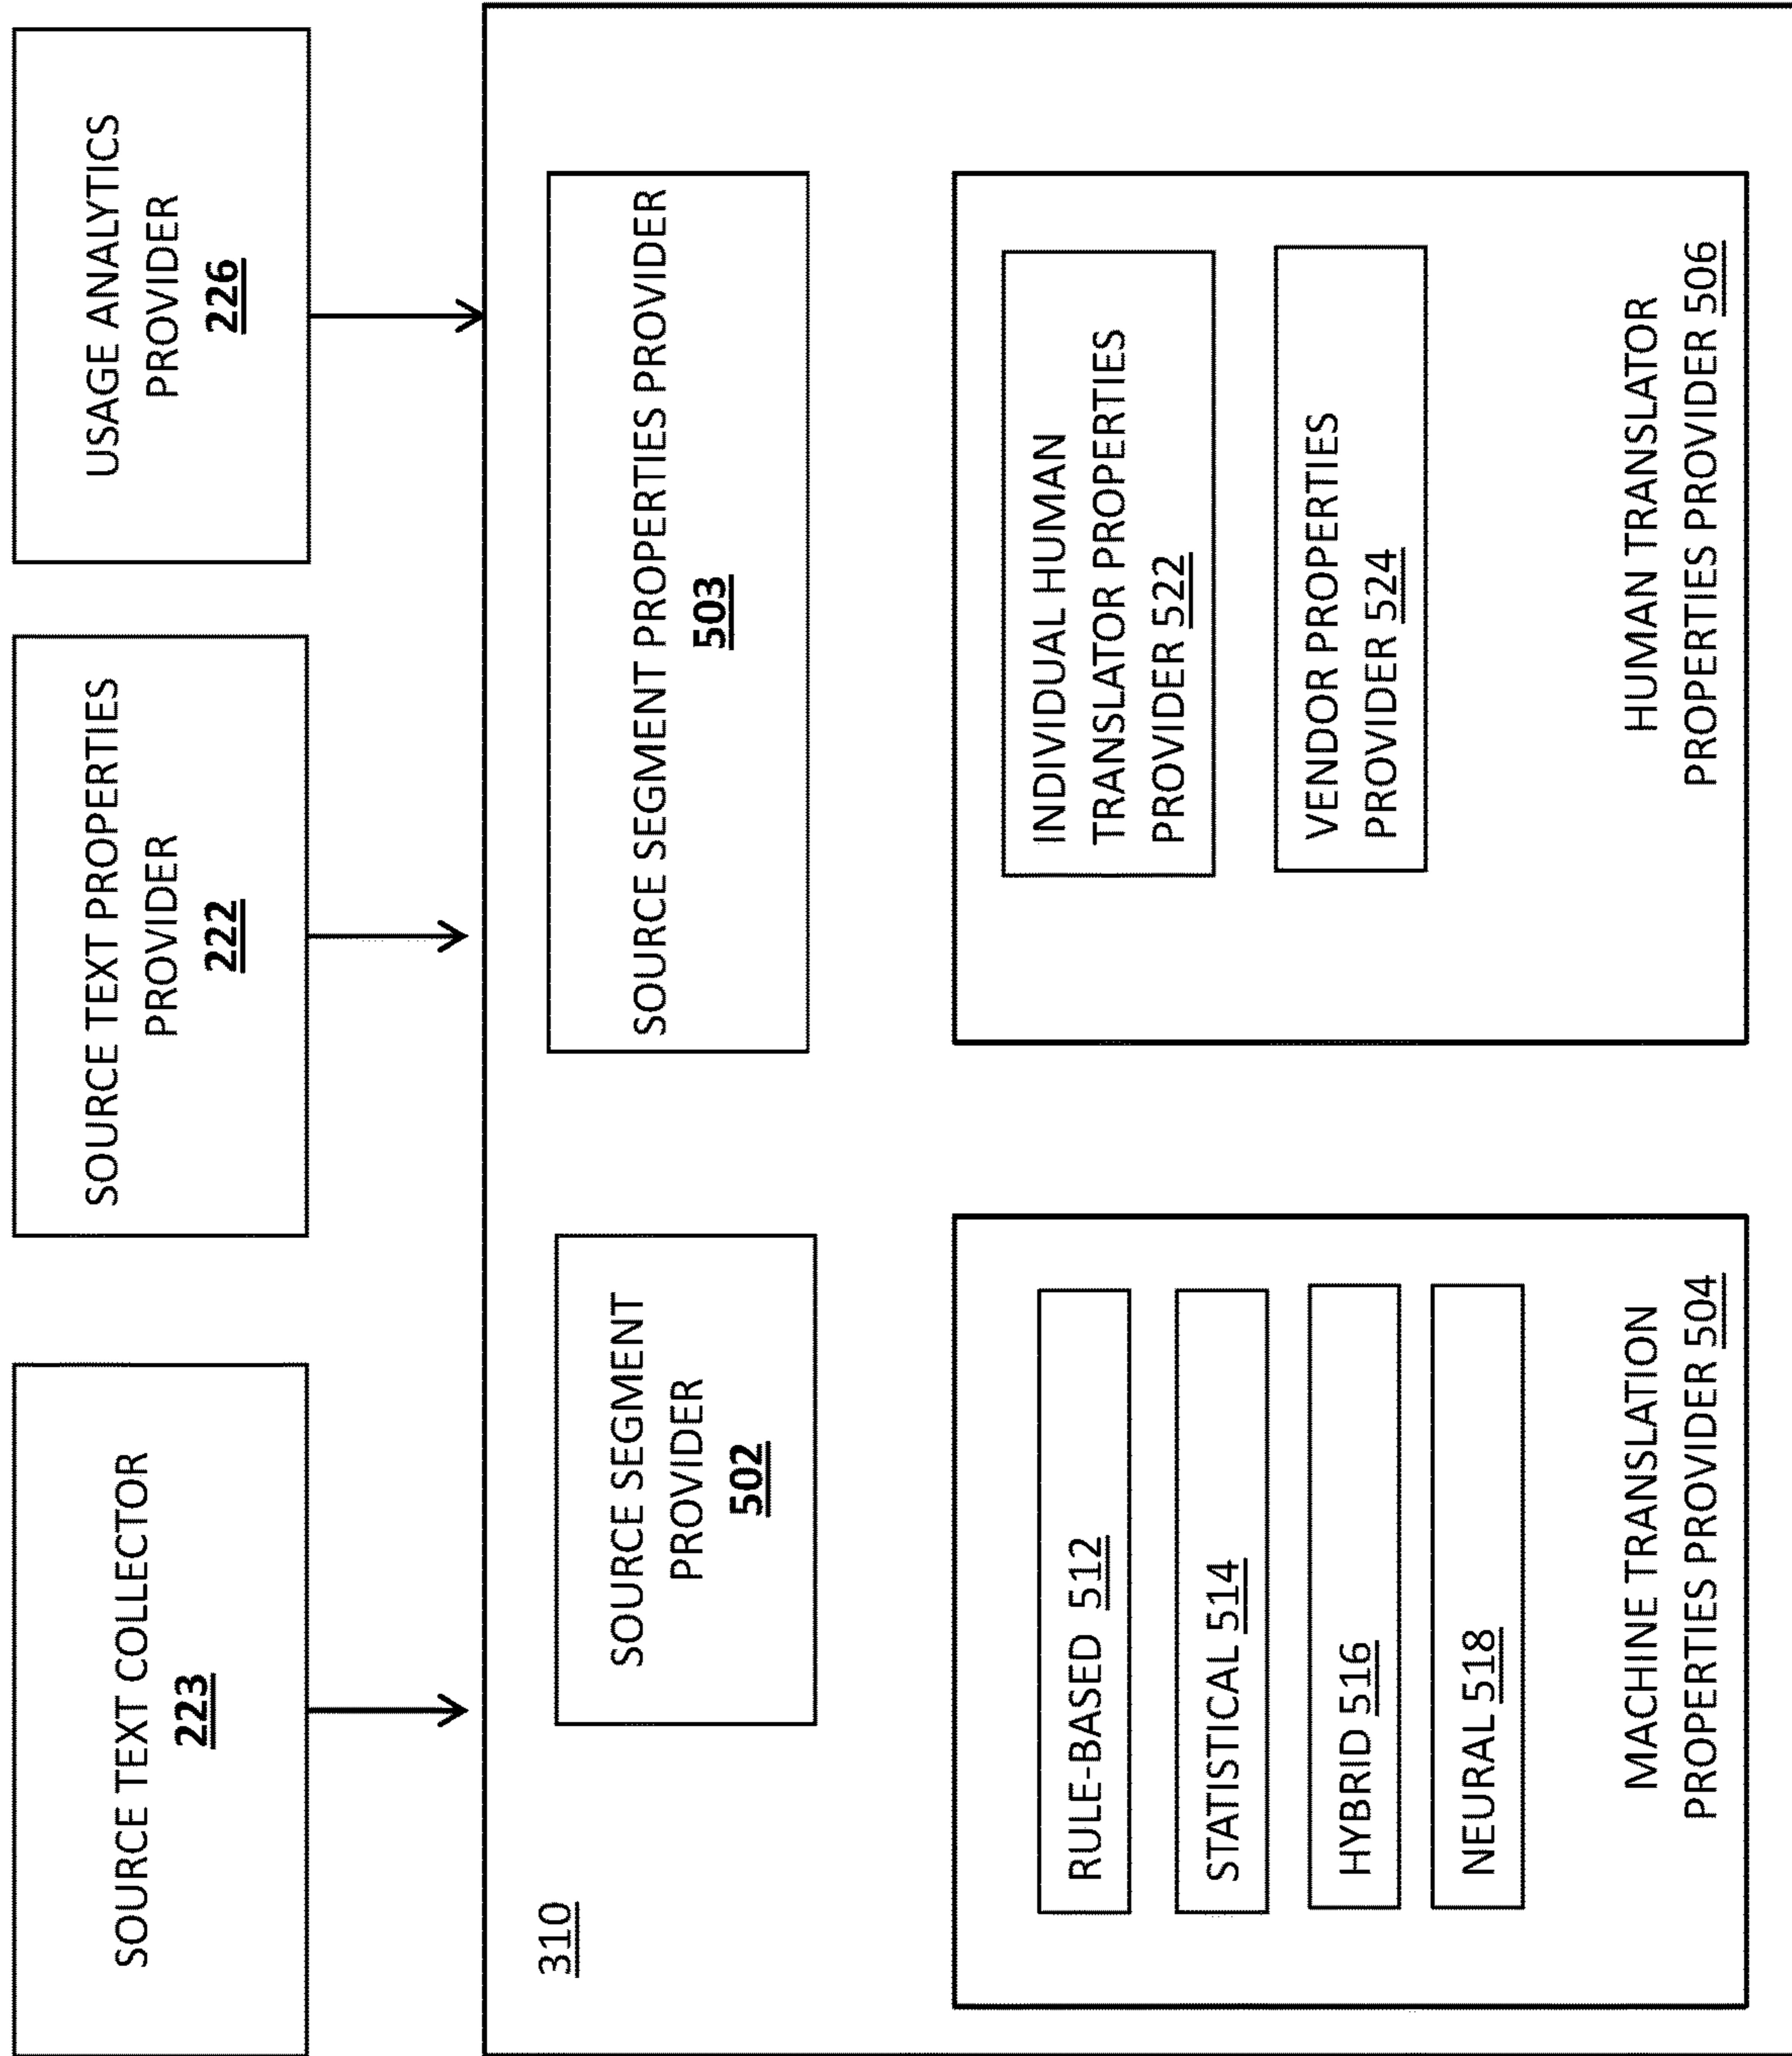 SOURCE TEXT COLLECTOR
223
SOURCE TEXT PROPERTIES
PROVIDER
222
USAGE ANALYTICS
PROVIDER
226
310
SOURCE SEGMENT
PROVIDER
502
SOURCE SEGMENT PROPERTIES PROVIDER
503
RULE-BASED 512
STATISTICAL 514
HYBRID 516
NEURAL 518
MACHINE TRANSLATION
PROPERTIES PROVIDER 504
INDIVIDUAL HUMAN
TRANSLATOR PROPERTIES
PROVIDER 522
VENDOR PROPERTIES
PROVIDER 524
HUMAN TRANSLATOR
PROPERTIES PROVIDER 506